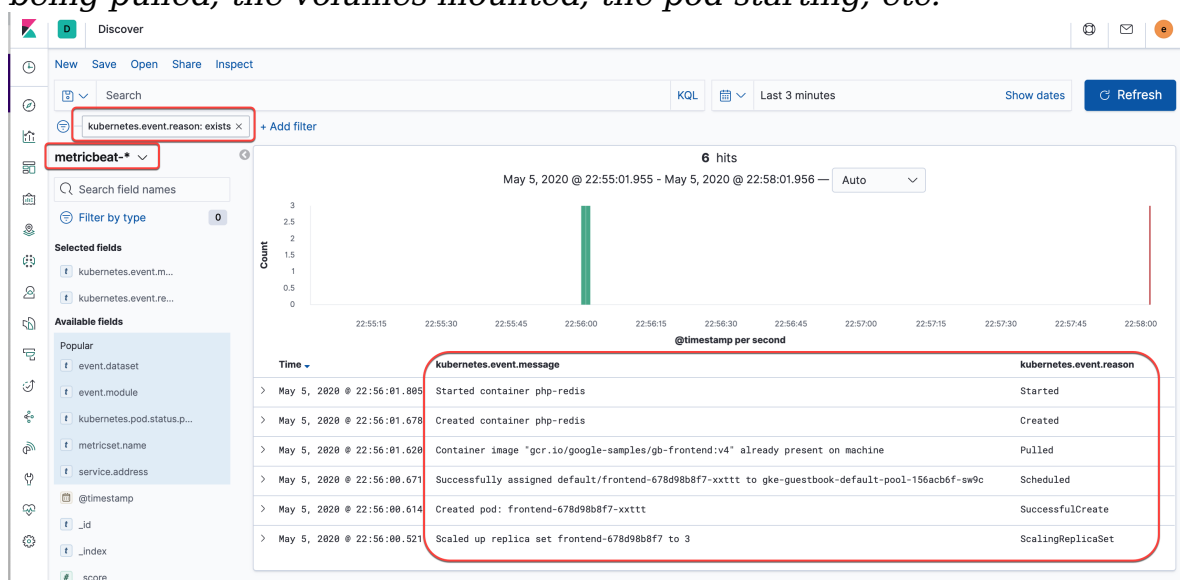 being pulled, the volumes mounted, the pod starting, etc.
D Discover e
New Save Open Share Inspect
Search KQL Last 3 minutes Show dates Refresh
kubernetes.event.reason: exists × + Add filter
metricbeat-*
Search field names
Filter by type 0
Selected fields
t kubernetes.event.m...
t kubernetes.event.re...
Available fields
Popular
t event.dataset
t event.module
t kubernetes.pod.status.p...
t metricset.name
t service.address
@timestamp
t _id
t _index
# _score
6 hits
May 5, 2020 @ 22:55:01.955 - May 5, 2020 @ 22:58:01.956 — Auto
Count
3
2.5
2
1.5
1
0.5
0
22:55:15 22:55:30 22:55:45 22:56:00 22:56:15 22:56:30 22:56:45 22:57:00 22:57:15 22:57:30 22:57:45 22:58:00
@timestamp per second
Time kubernetes.event.message kubernetes.event.reason
> May 5, 2020 @ 22:56:01.805 Started container php-redis Started
> May 5, 2020 @ 22:56:01.678 Created container php-redis Created
> May 5, 2020 @ 22:56:01.620 Container image "gcr.io/google-samples/gb-frontend:v4" already present on machine Pulled
> May 5, 2020 @ 22:56:00.671 Successfully assigned default/frontend-678d98b8f7-xxttt to gke-guestbook-default-pool-156acb6f-sw9c Scheduled
> May 5, 2020 @ 22:56:00.614 Created pod: frontend-678d98b8f7-xxttt SuccessfulCreate
> May 5, 2020 @ 22:56:00.521 Scaled up replica set frontend-678d98b8f7 to 3 ScalingReplicaSet